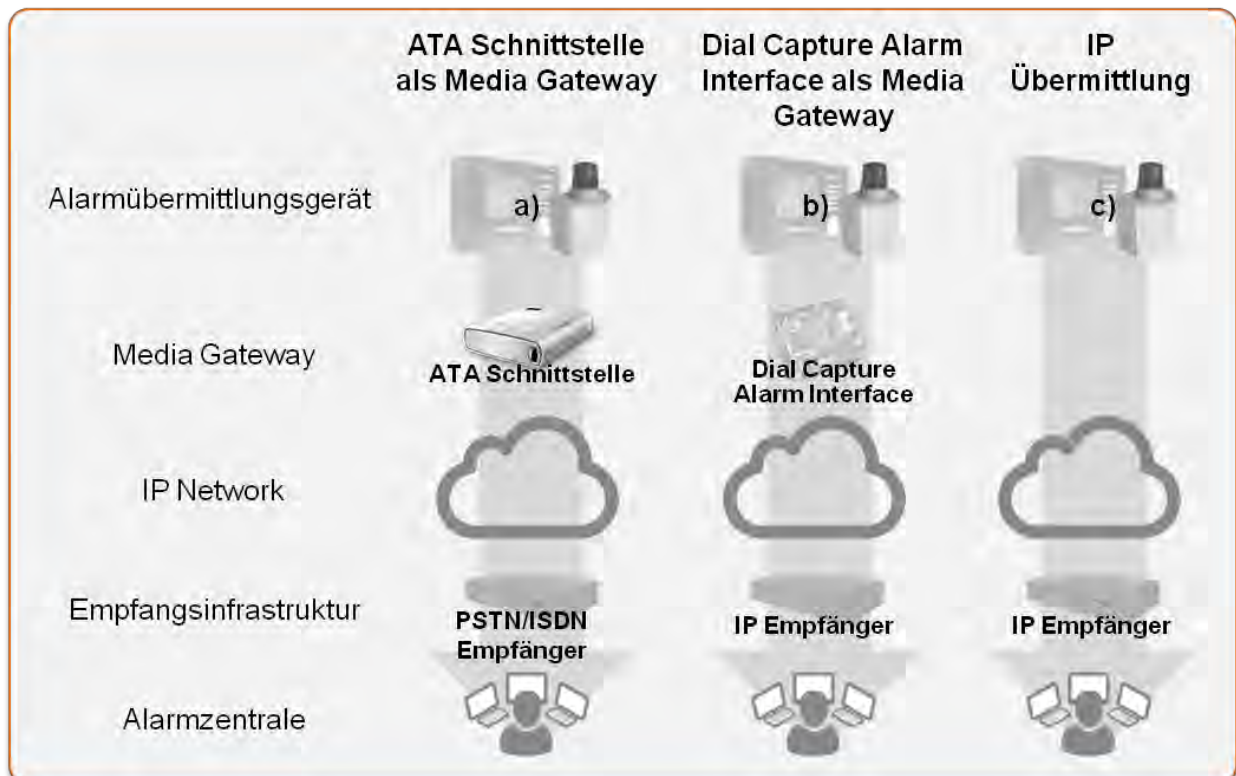 ATA Schnittstelle
als Media Gateway
Dial Capture Alarm
Interface als Media
Gateway
IP
Übermittlung
Alarmübermittlungsgerät
a)
b)
c)
Media Gateway
ATA Schnittstelle
Dial Capture
Alarm Interface
IP Network
Empfangsinfrastruktur
PSTN/ISDN
Empfänger
IP Empfänger
IP Empfänger
Alarmzentrale